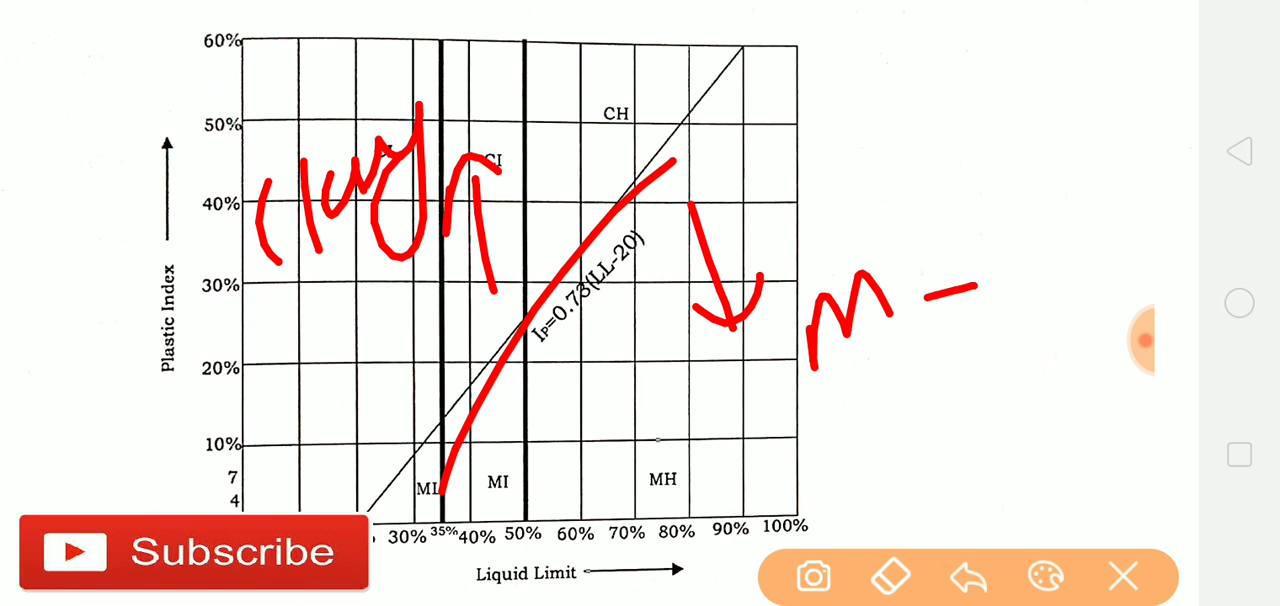 60%
50%
CH
CI
40%
Plastic Index
30%
IP=0.73(LL-20)
M
20%
10%
7
4
ML
MI
MH
30% 35% 40% 50% 60% 70% 80% 90% 100%
Subscribe
Liquid Limit